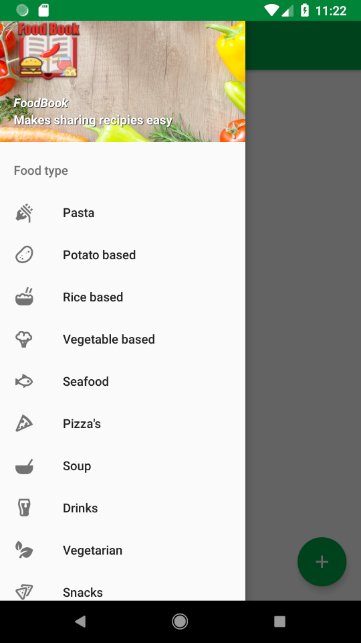 11:22
Food Book
FoodBook
Makes sharing recipies easy
Food type
Pasta
Potato based
Rice based
Vegetable based
Seafood
Pizza's
Soup
Drinks
Vegetarian
Snacks